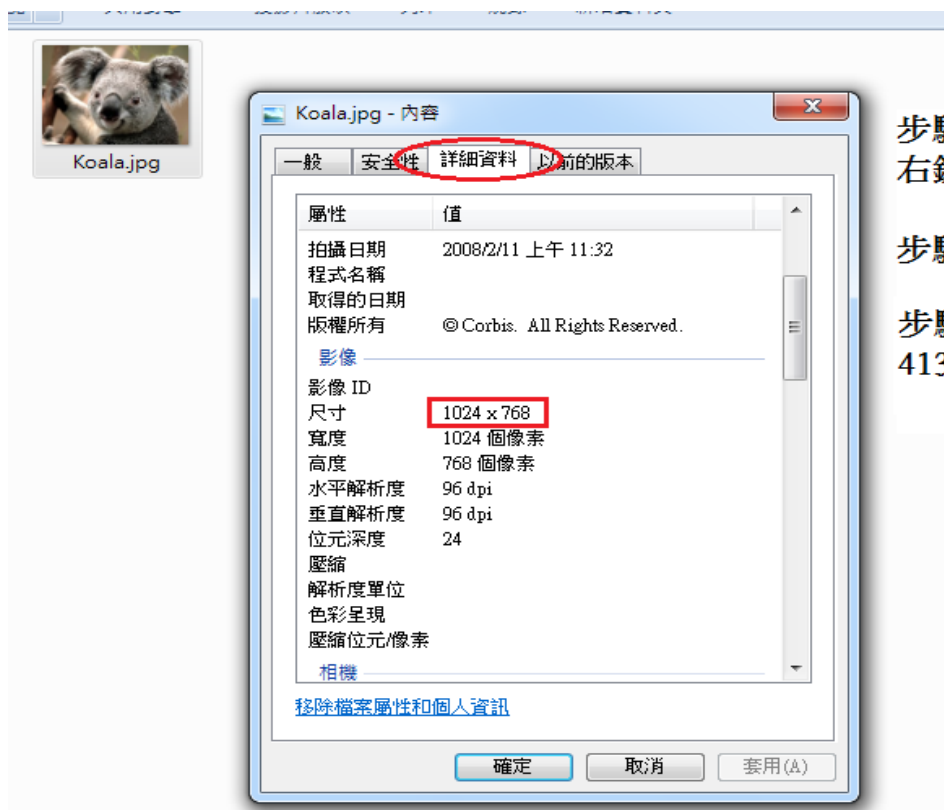 Koala.jpg
Koala.jpg - 內容
一般 安全性 詳細資料 以前的版本
屬性 值
拍攝日期 2008/2/11 上午 11:32
程式名稱
取得的日期
版權所有 © Corbis. All Rights Reserved.
影像
影像 ID
尺寸 1024 x 768
寬度 1024 個像素
高度 768 個像素
水平解析度 96 dpi
垂直解析度 96 dpi
位元深度 24
壓縮
解析度單位
色彩呈現
壓縮位元/像素
相機
移除檔案屬性和個人資訊
確定 取消 套用(A)
步
右
步
步
413